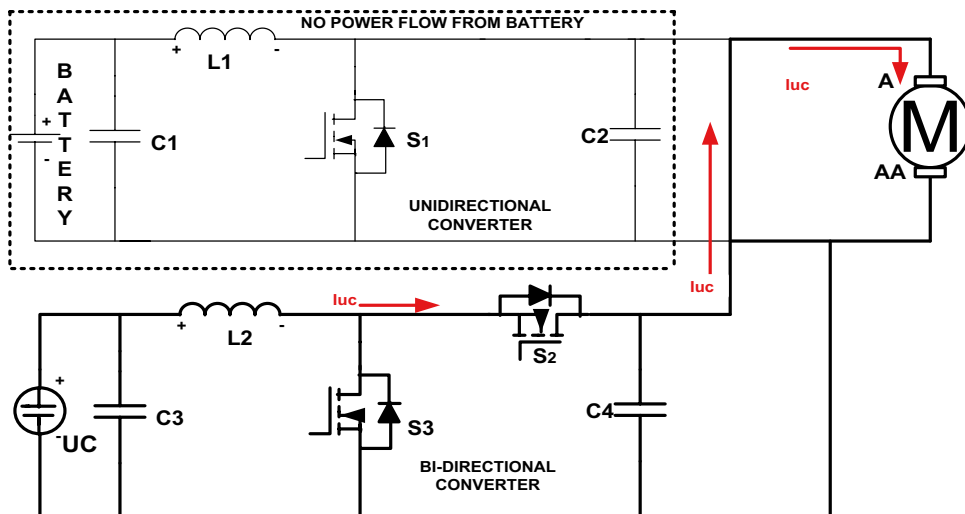 NO POWER FLOW FROM BATTERY
+ -
L1
BATTERY
+
-
C1
S1
C2
UNIDIRECTIONAL
CONVERTER
Iuc
A
M
AA
Iuc
Iuc
+ -
L2
S2
+
-
UC
C3
S3
C4
BI-DIRECTIONAL
CONVERTER